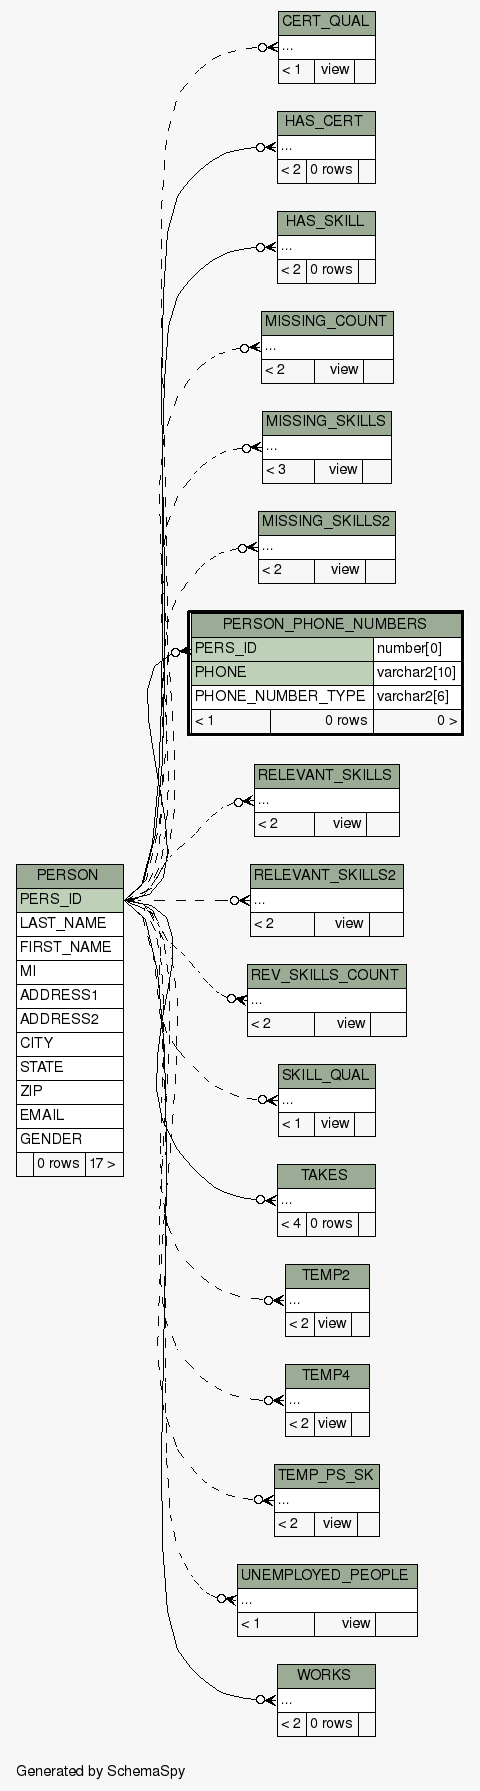 CERT_QUAL
...
< 1 view
HAS_CERT
...
< 2 0 rows
HAS_SKILL
...
< 2 0 rows
MISSING_COUNT
...
< 2 view
MISSING_SKILLS
...
< 3 view
MISSING_SKILLS2
...
< 2 view
PERSON_PHONE_NUMBERS
PERS_ID number[0]
PHONE varchar2[10]
PHONE_NUMBER_TYPE varchar2[6]
< 1 0 rows 0 >
RELEVANT_SKILLS
...
< 2 view
PERSON
PERS_ID
LAST_NAME
FIRST_NAME
MI
ADDRESS1
ADDRESS2
CITY
STATE
ZIP
EMAIL
GENDER
0 rows 17 >
RELEVANT_SKILLS2
...
< 2 view
REV_SKILLS_COUNT
...
< 2 view
SKILL_QUAL
...
< 1 view
TAKES
...
< 4 0 rows
TEMP2
...
< 2 view
TEMP4
...
< 2 view
TEMP_PS_SK
...
< 2 view
UNEMPLOYED_PEOPLE
...
< 1 view
WORKS
...
< 2 0 rows
Generated by SchemaSpy